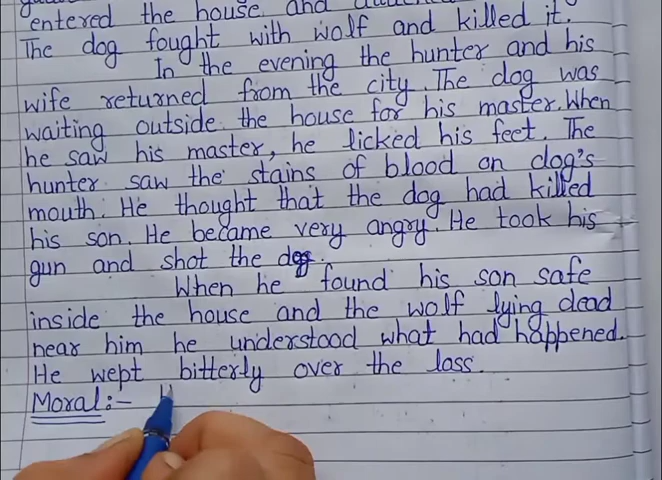 entered the house and
The dog fought with wolf and killed it.
In the evening the hunter and his
wife returned from the city. The dog was
waiting outside the house for his master. When
he saw his master, he licked his feet. The
hunter saw the stains of blood on dog's
mouth. He thought that the dog had killed
his son. He became very angry. He took his
gun and shot the dog.
When he found his son safe
inside the house and the wolf lying dead
near him he understood what had happened.
He wept bitterly over the loss.
Moral:-